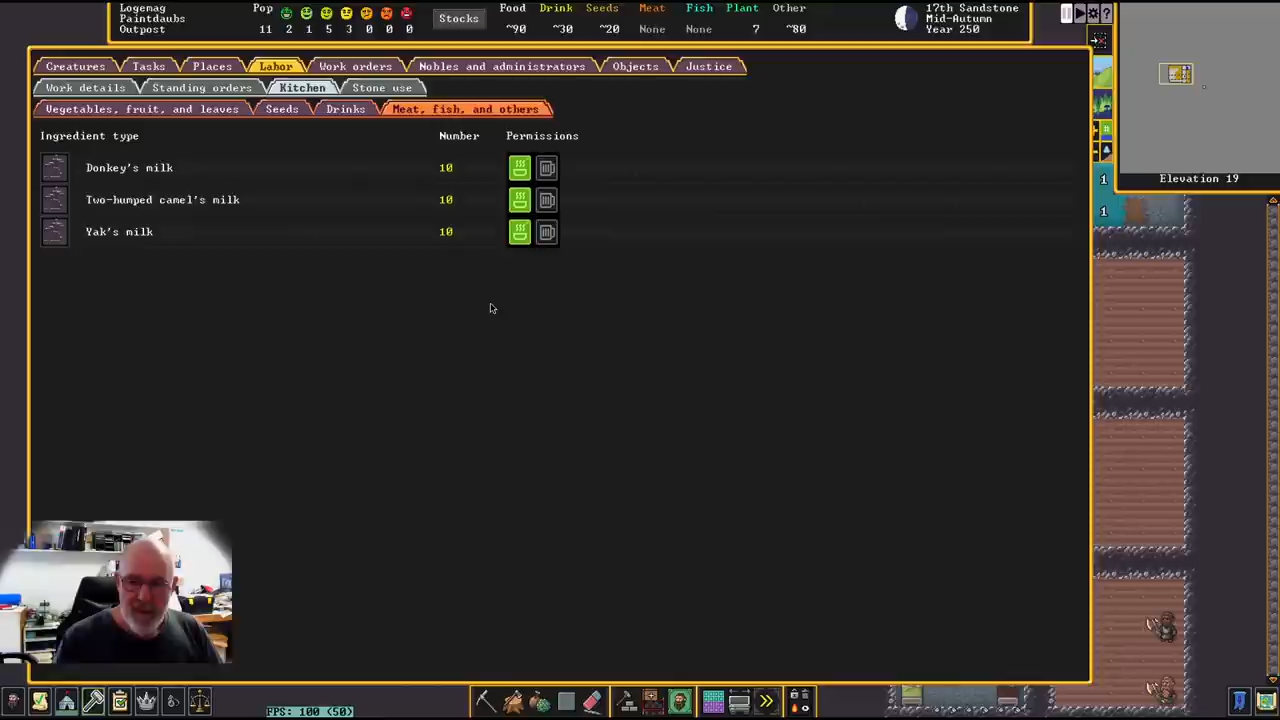 Logemag
Paintdaubs
Outpost
Pop
11 2 1 5 3 0 0 0
Stocks
Food Drink Seeds Meat Fish Plant Other
~90 ~30 ~20 None None 7 ~80
17th Sandstone
Mid-Autumn
Year 250
Creatures Tasks Places Labor Work orders Nobles and administrators Objects Justice
Work details Standing orders Kitchen Stone use
Vegetables, fruit, and leaves Seeds Drinks Meat, fish, and others
Ingredient type Number Permissions
Donkey's milk 10
Two-humped camel's milk 10
Yak's milk 10
Elevation 19
1
1
FPS: 100 (50)